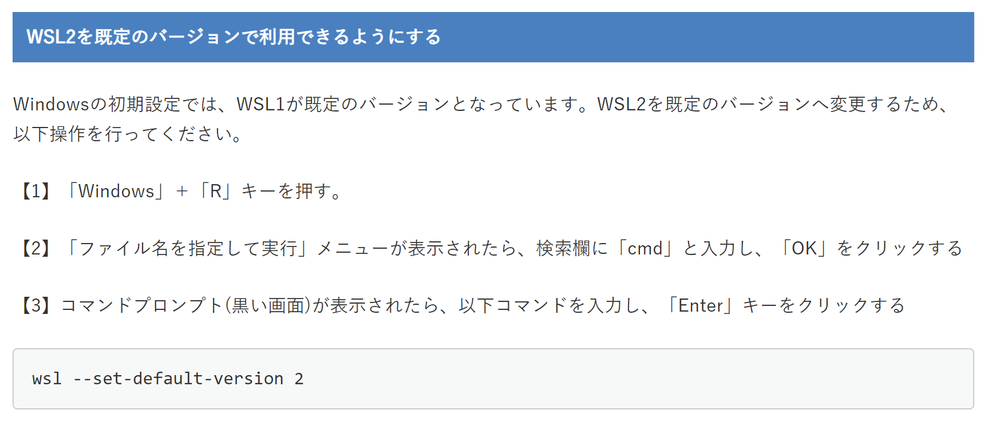 WSL2を既定のバージョンで利用できるようにする
Windowsの初期設定では、WSL1が既定のバージョンとなっています。WSL2を既定のバージョンへ変更するため、
以下操作を行ってください。
【1】「Windows」+「R」キーを押す。
【2】「ファイル名を指定して実行」メニューが表示されたら、検索欄に「cmd」と入力し、「OK」をクリックする
【3】コマンドプロンプト(黒い画面)が表示されたら、以下コマンドを入力し、「Enter」キーをクリックする
wsl --set-default-version 2